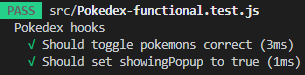 PASS src/Pokedex-functional.test.js
Pokedex hooks
√ Should toggle pokemons correct (3ms)
√ Should set showingPopup to true (1ms)